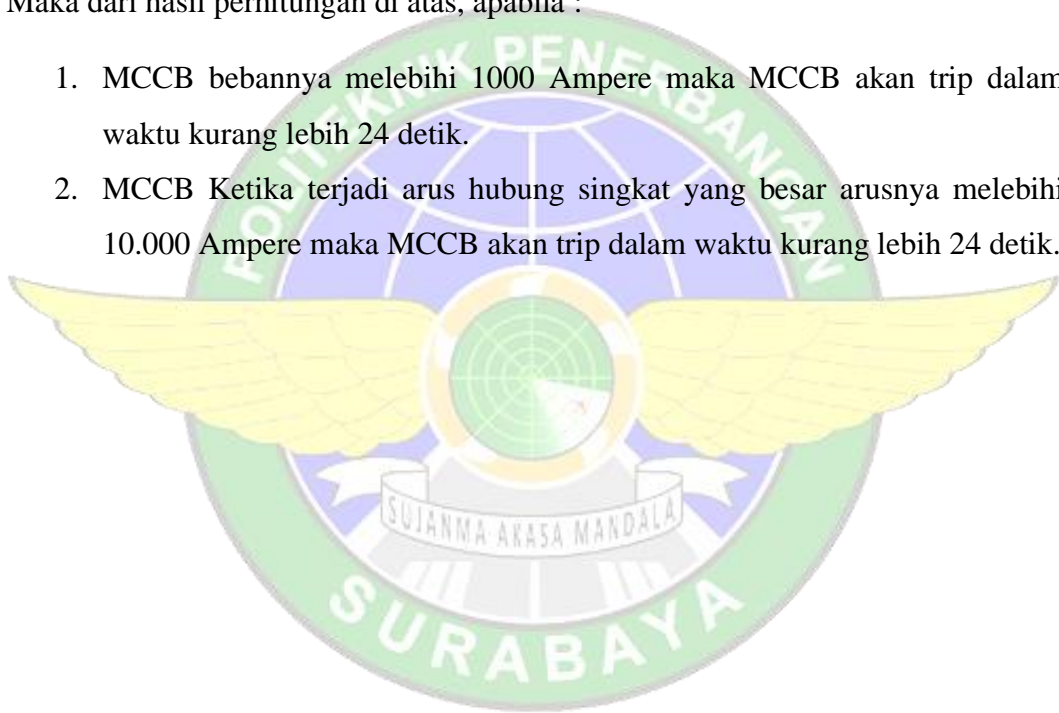 Maka dari hasil perhitungan di atas, apabila :
1. MCCB bebannya melebihi 1000 Ampere maka MCCB akan trip dalam
waktu kurang lebih 24 detik.
2. MCCB Ketika terjadi arus hubung singkat yang besar arusnya melebihi
10.000 Ampere maka MCCB akan trip dalam waktu kurang lebih 24 detik.
POLITEKNIK PENERBANGAN
SUJANMA AKASA MANDALA
SURABAYA